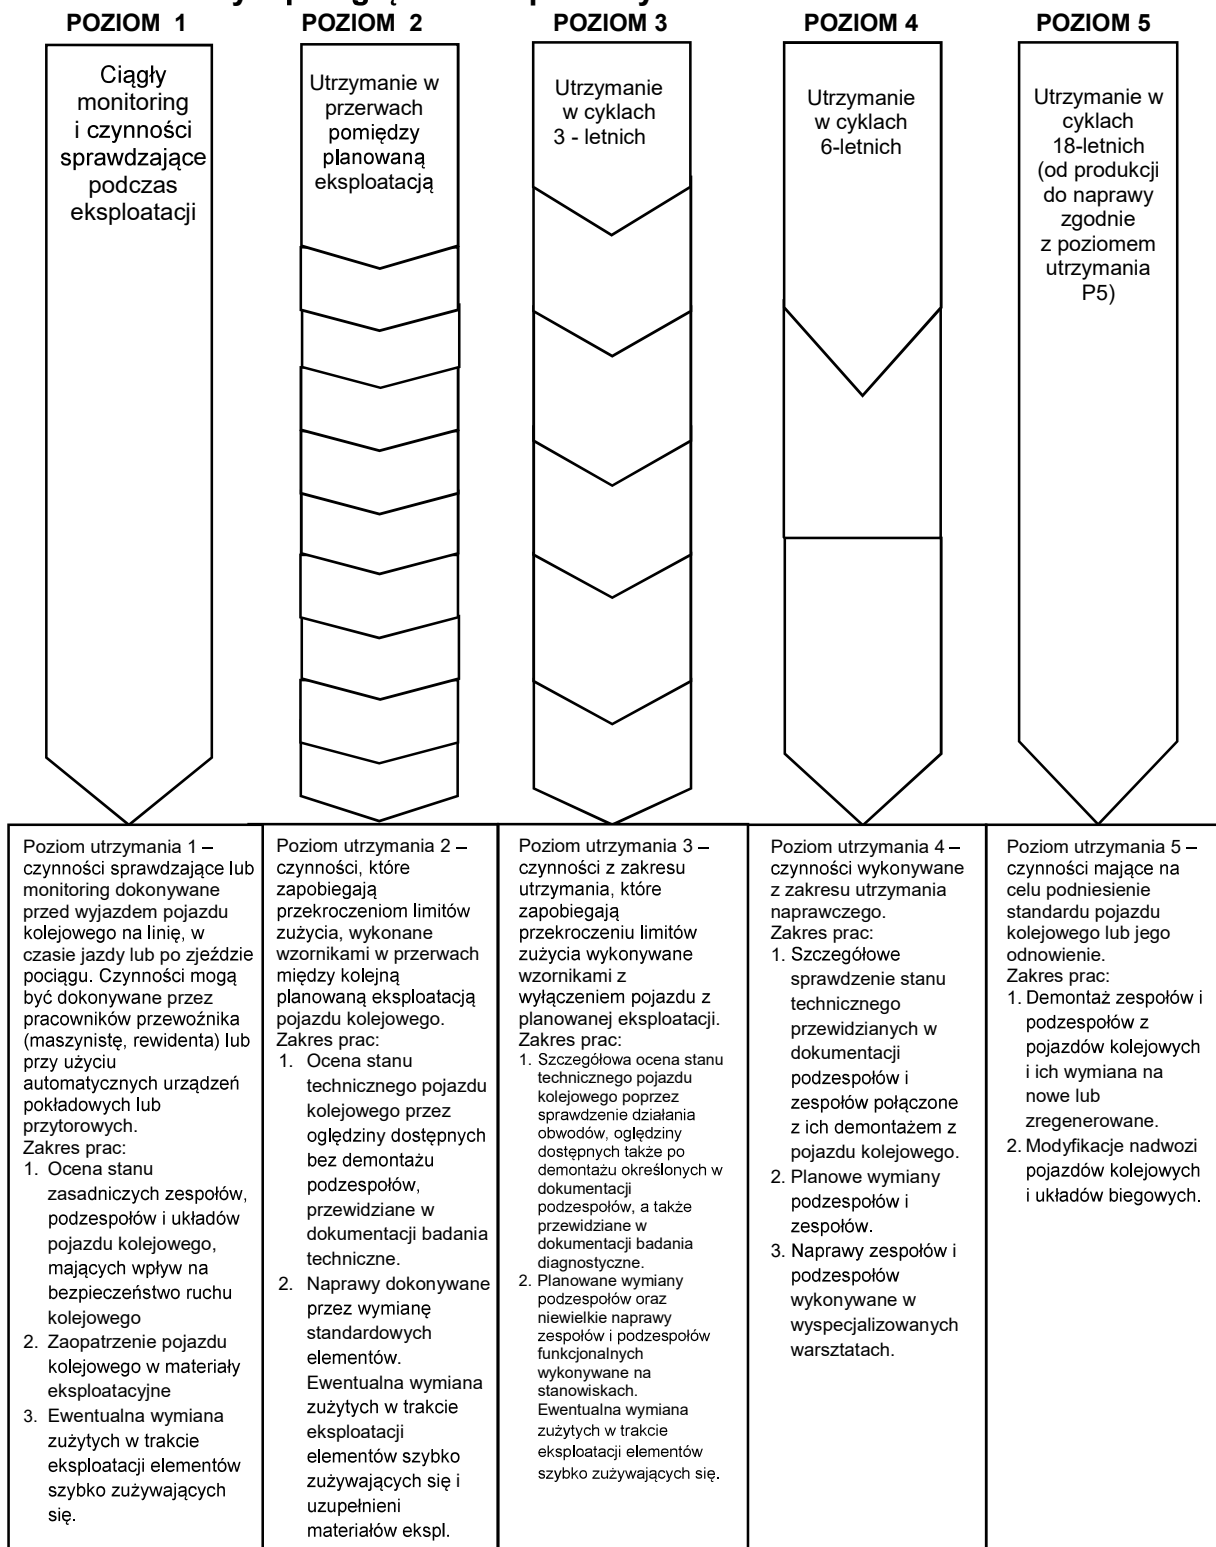 POZIOM 1
POZIOM 2
POZIOM 3
POZIOM 4
POZIOM 5
Ciągły
monitoring
i czynności
sprawdzające
podczas
eksploatacji
Utrzymanie w
przerwach
pomiędzy
planowaną
eksploatacją
Utrzymanie
w cyklach
3 - letnich
Utrzymanie
w cyklach
6-letnich
Utrzymanie w
cyklach
18-letnich
(od produkcji
do naprawy
zgodnie
z poziomem
utrzymania
P5)
Poziom utrzymania 1 –
czynności sprawdzające lub
monitoring dokonywane
przed wyjazdem pojazdu
kolejowego na linię, w
czasie jazdy lub po zjeździe
pociągu. Czynności mogą
być dokonywane przez
pracowników przewoźnika
(maszynistę, rewidenta) lub
przy użyciu
automatycznych urządzeń
pokładowych lub
przytorowych.
Zakres prac:
1. Ocena stanu
zasadniczych zespołów,
podzespołów i układów
pojazdu kolejowego,
mających wpływ na
bezpieczeństwo ruchu
kolejowego
2. Zaopatrzenie pojazdu
kolejowego w materiały
eksploatacyjne
3. Ewentualna wymiana
zużytych w trakcie
eksploatacji elementów
szybko zużywających
się.
Poziom utrzymania 2 –
czynności, które
zapobiegają
przekroczeniom limitów
zużycia, wykonane
wzornikami w przerwach
między kolejną
planowaną eksploatacją
pojazdu kolejowego.
Zakres prac:
1. Ocena stanu
technicznego pojazdu
kolejowego przez
oględziny dostępnych
bez demontażu
podzespołów,
przewidziane w
dokumentacji badania
techniczne.
2. Naprawy dokonywane
przez wymianę
standardowych
elementów.
Ewentualna wymiana
zużytych w trakcie
eksploatacji
elementów szybko
zużywających się i
uzupełnieni
materiałów ekspl.
Poziom utrzymania 3 –
czynności z zakresu
utrzymania, które
zapobiegają
przekroczeniu limitów
zużycia wykonywane
wzornikami z
wyłączeniem pojazdu z
planowanej eksploatacji.
Zakres prac:
1. Szczegółowa ocena stanu
technicznego pojazdu
kolejowego poprzez
sprawdzenie działania
obwodów, oględziny
dostępnych także po
demontażu określonych w
dokumentacji
podzespołów, a także
przewidziane w
dokumentacji badania
diagnostyczne.
2. Planowane wymiany
podzespołów oraz
niewielkie naprawy
zespołów i podzespołów
funkcjonalnych
wykonywane na
stanowiskach.
Ewentualna wymiana
zużytych w trakcie
eksploatacji elementów
szybko zużywających się.
Poziom utrzymania 4 –
czynności wykonywane
z zakresu utrzymania
naprawczego.
Zakres prac:
1. Szczegółowe
sprawdzenie stanu
technicznego
przewidzianych w
dokumentacji
podzespołów i
zespołów połączone
z ich demontażem z
pojazdu kolejowego.
2. Planowe wymiany
podzespołów i
zespołów.
3. Naprawy zespołów i
podzespołów
wykonywane w
wyspecjalizowanych
warsztatach.
Poziom utrzymania 5 –
czynności mające na
celu podniesienie
standardu pojazdu
kolejowego lub jego
odnowienie.
Zakres prac:
1. Demontaż zespołów i
podzespołów z
pojazdów kolejowych
i ich wymiana na
nowe lub
zregenerowane.
2. Modyfikacje nadwozi
pojazdów kolejowych
i układów biegowych.